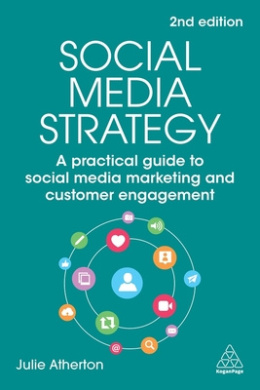 2nd edition
SOCIAL
MEDIA
STRATEGY
A practical guide to
social media marketing and
customer engagement
@
Julie Atherton
KoganPage